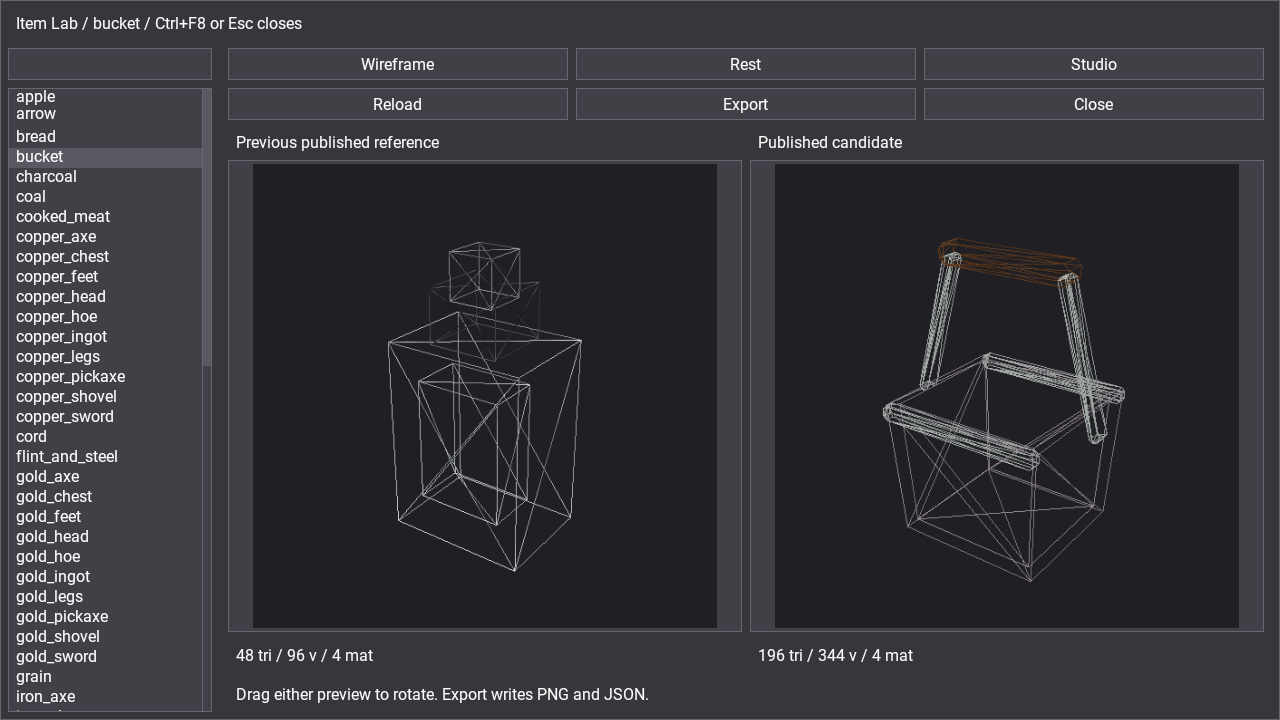 Item Lab / bucket / Ctrl+F8 or Esc closes
Wireframe
Rest
Studio
Reload
Export
Close
apple
arrow
bread
bucket
charcoal
coal
cooked_meat
copper_axe
copper_chest
copper_feet
copper_head
copper_hoe
copper_ingot
copper_legs
copper_pickaxe
copper_shovel
copper_sword
cord
flint_and_steel
gold_axe
gold_chest
gold_feet
gold_head
gold_hoe
gold_ingot
gold_legs
gold_pickaxe
gold_shovel
gold_sword
grain
iron_axe
Previous published reference
Published candidate
48 tri / 96 v / 4 mat
196 tri / 344 v / 4 mat
Drag either preview to rotate. Export writes PNG and JSON.